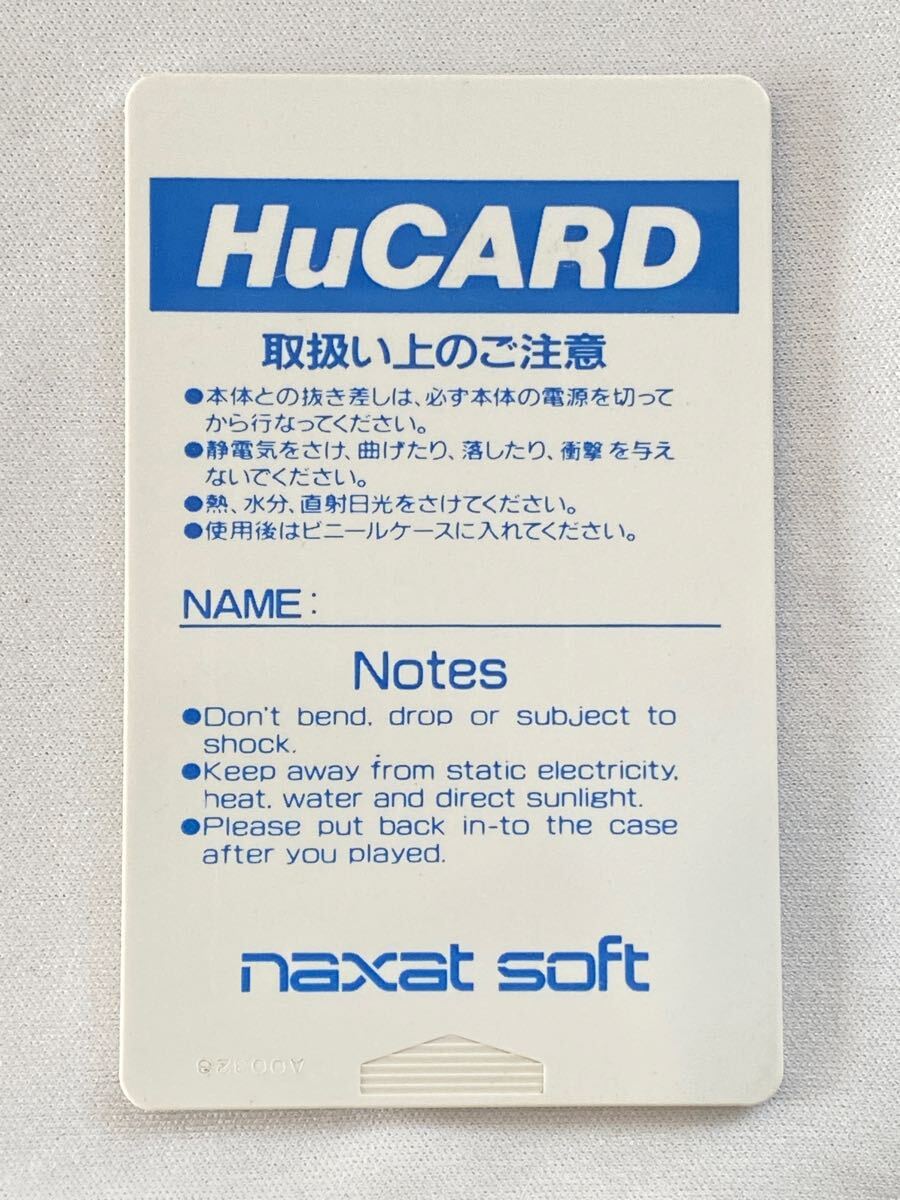 HuCARD
取扱い上のご注意
●本体との抜き差しは、必ず本体の電源を切って
から行なってください。
●静電気をさけ、曲げたり、落したり、衝撃を与え
ないでください。
●熱、水分、直射日光をさけてください。
●使用後はビニールケースに入れてください。
NAME:
Notes
●Don't bend, drop or subject to
shock.
●Keep away from static electricity,
heat, water and direct sunlight.
●Please put back in-to the case
after you played.
naxat soft